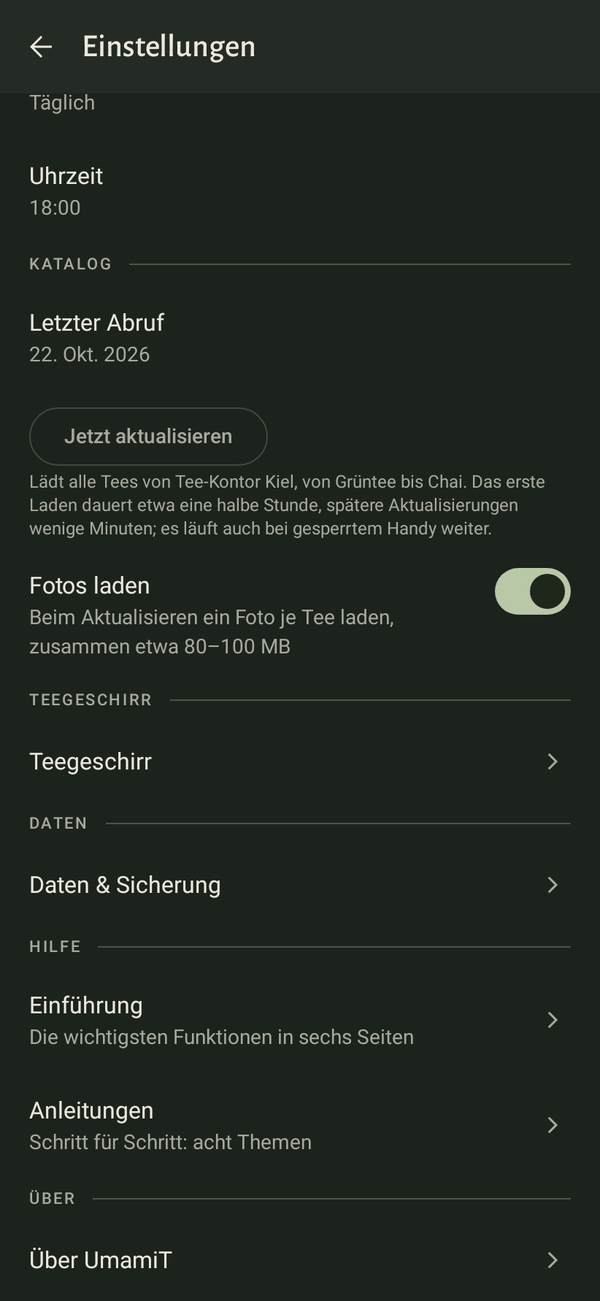 Einstellungen
Täglich
Uhrzeit
18:00
KATALOG
Letzter Abruf
22. Okt. 2026
Jetzt aktualisieren
Lädt alle Tees von Tee-Kontor Kiel, von Grüntee bis Chai. Das erste
Laden dauert etwa eine halbe Stunde, spätere Aktualisierungen
wenige Minuten; es läuft auch bei gesperrtem Handy weiter.
Fotos laden
Beim Aktualisieren ein Foto je Tee laden,
zusammen etwa 80–100 MB
TEEGESCHIRR
Teegeschirr
DATEN
Daten & Sicherung
HILFE
Einführung
Die wichtigsten Funktionen in sechs Seiten
Anleitungen
Schritt für Schritt: acht Themen
ÜBER
Über UmamiT